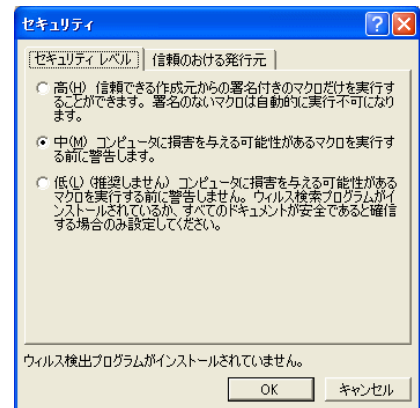 セキュリティ
セキュリティ レベル
信頼のおける発行元
高(H) 信頼できる作成元からの署名付きのマクロだけを実行す
ることができます。署名のないマクロは自動的に実行不可になり
ます。
中(M) コンピュータに損害を与える可能性があるマクロを実行す
る前に警告します。
低(L) (推奨しません) コンピュータに損害を与える可能性がある
マクロを実行する前に警告しません。ウィルス検索プログラムがイ
ンストールされているか、すべてのドキュメントが安全であると確信
する場合のみ設定してください。
ウィルス検出プログラムがインストールされていません。
OK
キャンセル